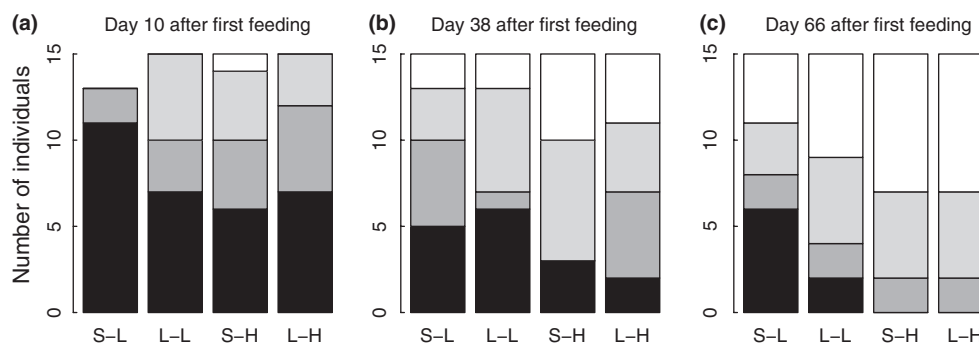 (a) Day 10 after first feeding
(b) Day 38 after first feeding
(c) Day 66 after first feeding
Number of individuals
15
10
5
0
S–L L–L S–H L–H
15
10
5
0
S–L L–L S–H L–H
15
10
5
0
S–L L–L S–H L–H